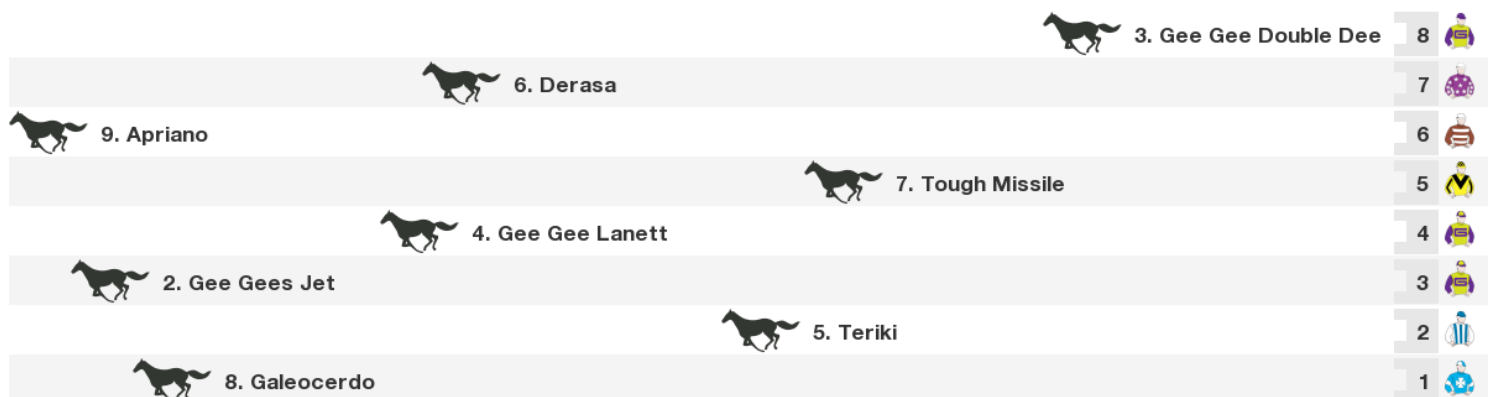 3. Gee Gee Double Dee 8
6. Derasa 7
9. Apriano 6
7. Tough Missile 5
4. Gee Gee Lanett 4
2. Gee Gees Jet 3
5. Teriki 2
8. Galeocerdo 1